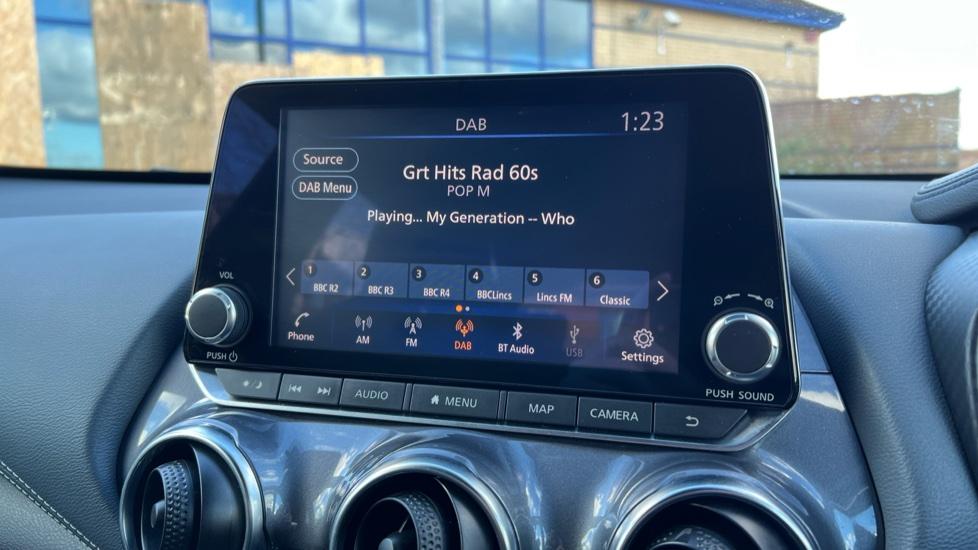 DAB
1:23
Source
DAB Menu
Grt Hits Rad 60s
POP M
Playing... My Generation -- Who
1 BBC R2
2 BBC R3
3 BBC R4
4 BBCLincs
5 Lincs FM
6 Classic
Phone
AM
FM
DAB
BT Audio
USB
Settings
VOL
PUSH
PUSH SOUND
AUDIO
MENU
MAP
CAMERA